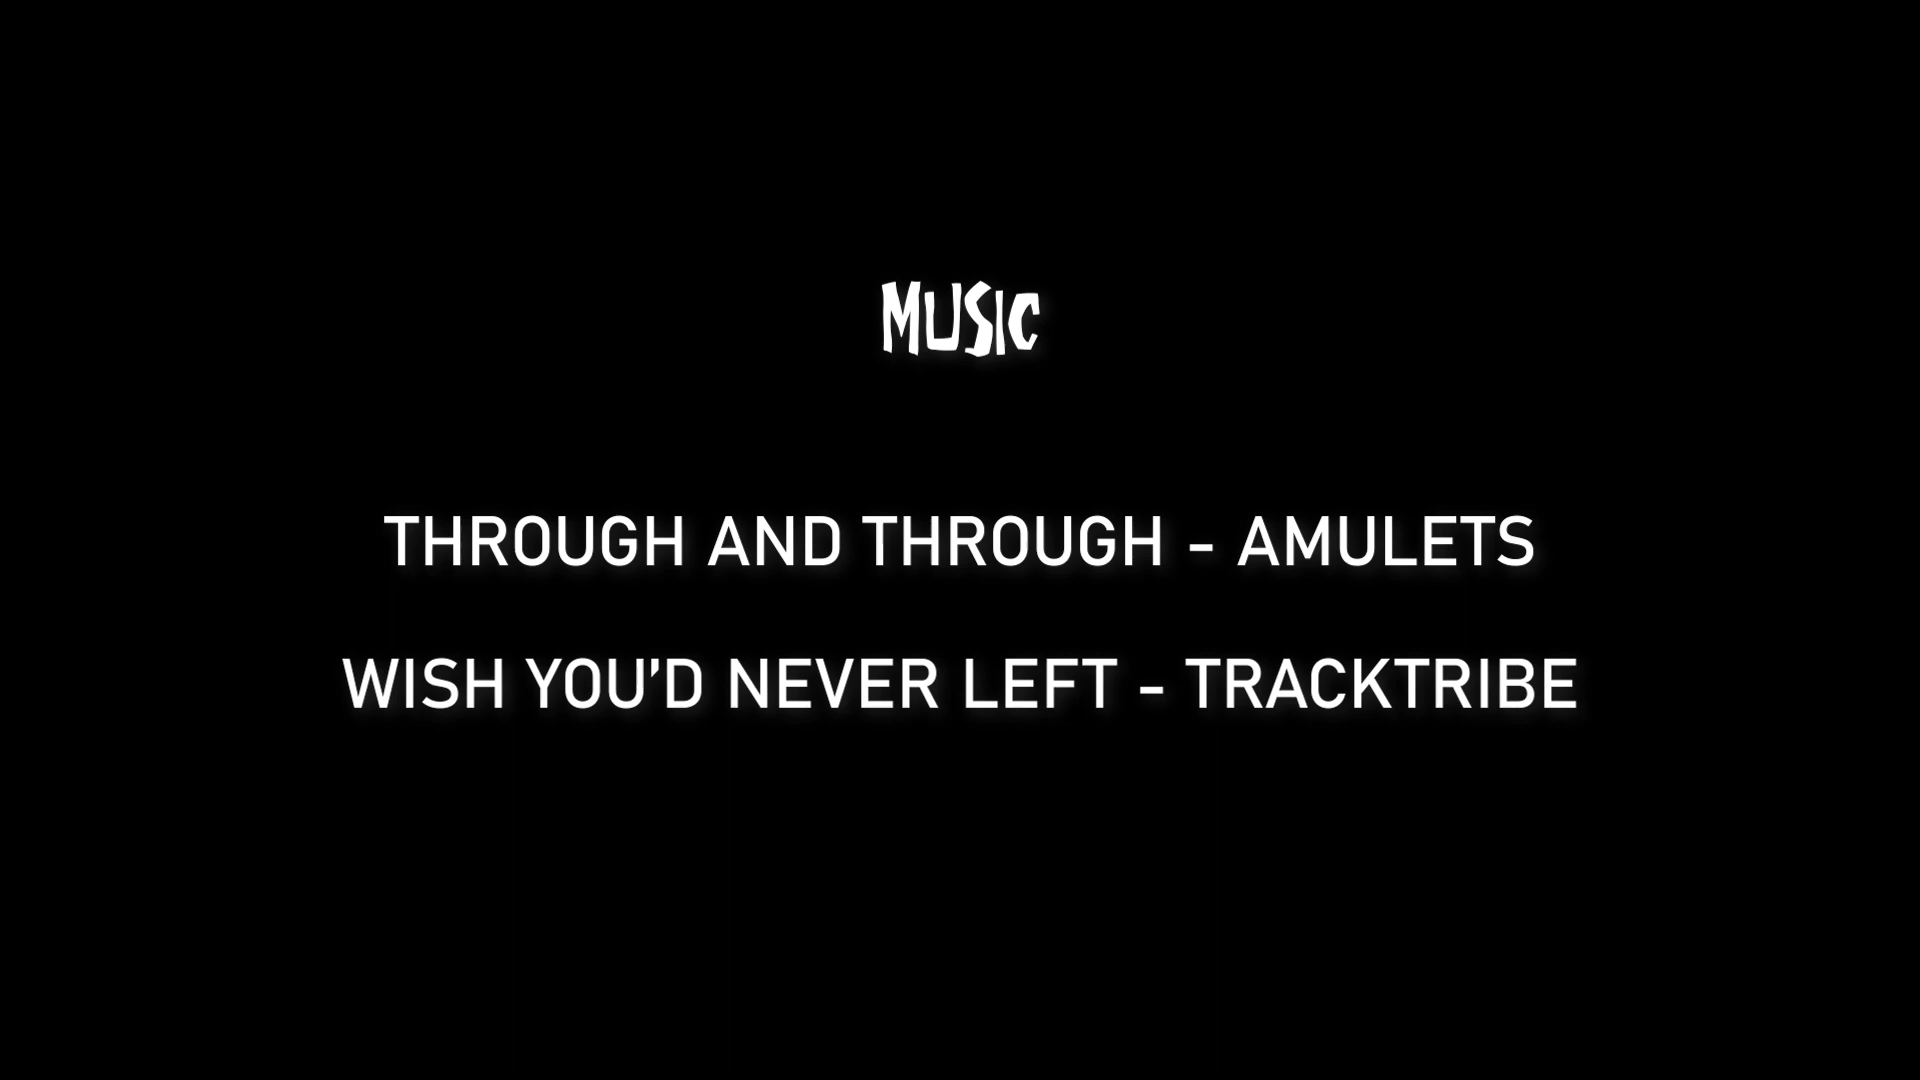 MUSIC
THROUGH AND THROUGH - AMULETS
WISH YOU’D NEVER LEFT - TRACKTRIBE